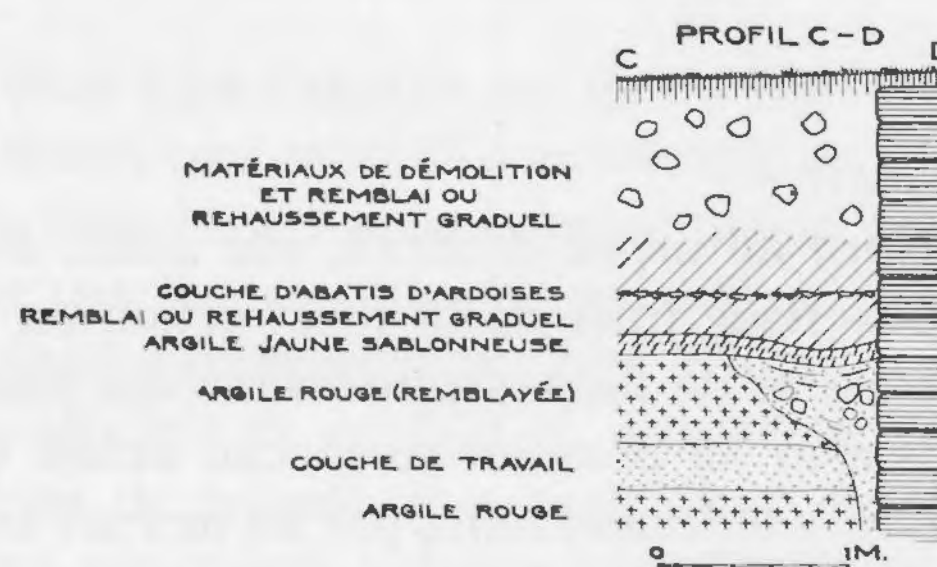 PROFIL C-D
C D
MATÉRIAUX DE DÉMOLITION
ET REMBLAI OU
REHAUSSEMENT GRADUEL
COUCHE D'ABATIS D'ARDOISES
REMBLAI OU REHAUSSEMENT GRADUEL
ARGILE JAUNE SABLONNEUSE
ARGILE ROUGE (REMBLAYÉE)
COUCHE DE TRAVAIL
ARGILE ROUGE
0 1M.